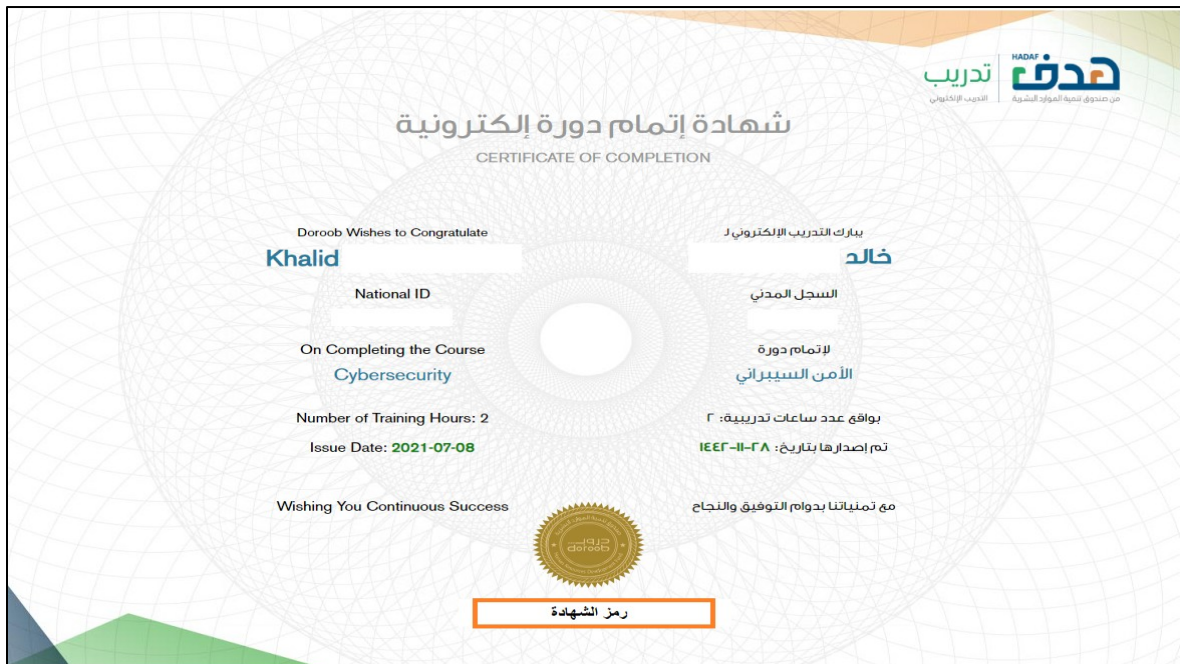 HADAF
هدف
تدريب
من صندوق تنمية الموارد البشرية
التدريب الإلكتروني
شهادة إتمام دورة إلكترونية
CERTIFICATE OF COMPLETION
Doroob Wishes to Congratulate
يبارك التدريب الإلكتروني لـ
Khalid
خالد
National ID
السجل المدني
On Completing the Course
لإتمام دورة
Cybersecurity
الأمن السيبراني
Number of Training Hours: 2
بواقع عدد ساعات تدريبية: ٢
Issue Date: 2021-07-08
تم إصدارها بتاريخ: ٢٨-١١-١٤٤٢
Wishing You Continuous Success
مع تمنياتنا بدوام التوفيق والنجاح
دروب
doroob
رمز الشهادة